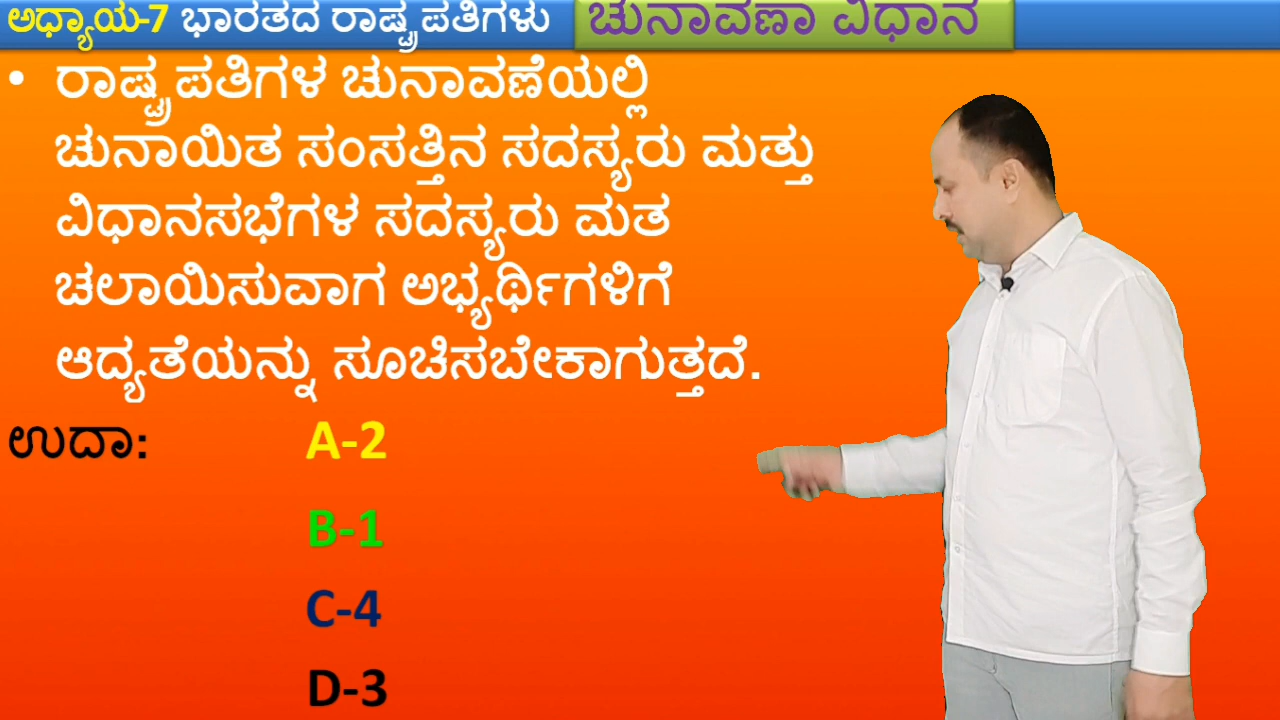 ಅಧ್ಯಾಯ-7 ಭಾರತದ ರಾಷ್ಟ್ರಪತಿಗಳು ಚುನಾವಣಾ ವಿಧಾನ
• ರಾಷ್ಟ್ರಪತಿಗಳ ಚುನಾವಣೆಯಲ್ಲಿ
ಚುನಾಯಿತ ಸಂಸತ್ತಿನ ಸದಸ್ಯರು ಮತ್ತು
ವಿಧಾನಸಭೆಗಳ ಸದಸ್ಯರು ಮತ
ಚಲಾಯಿಸುವಾಗ ಅಭ್ಯರ್ಥಿಗಳಿಗೆ
ಆದ್ಯತೆಯನ್ನು ಸೂಚಿಸಬೇಕಾಗುತ್ತದೆ.
ಉದಾ: A-2
B-1
C-4
D-3